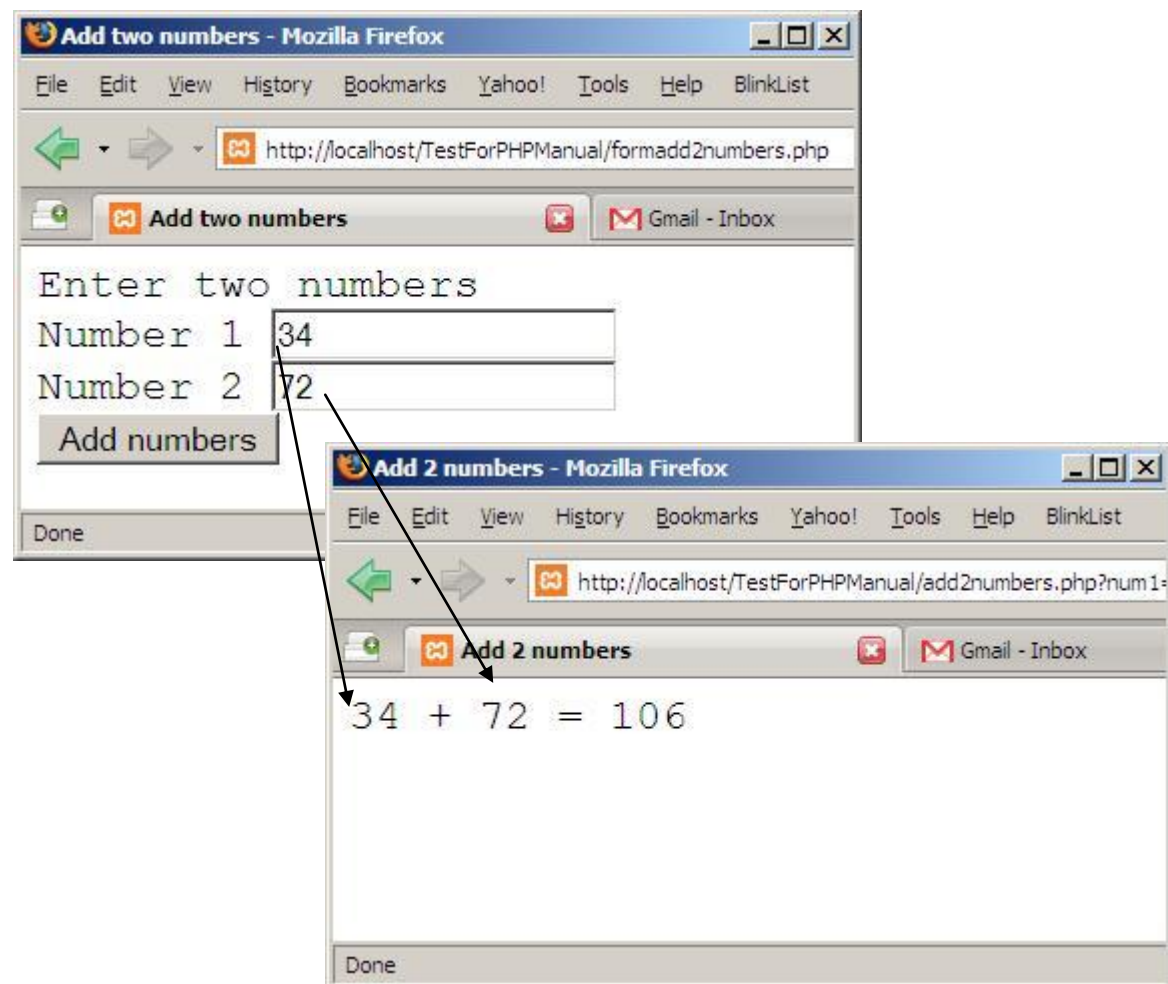 Add two numbers - Mozilla Firefox
File Edit View History Bookmarks Yahoo! Tools Help BlinkList
http://localhost/TestForPHPManual/formadd2numbers.php
Add two numbers Gmail - Inbox
Enter two numbers
Number 1 34
Number 2 72
Add numbers
Done
Add 2 numbers - Mozilla Firefox
File Edit View History Bookmarks Yahoo! Tools Help BlinkList
http://localhost/TestForPHPManual/add2numbers.php?num1=
Add 2 numbers Gmail - Inbox
34 + 72 = 106
Done